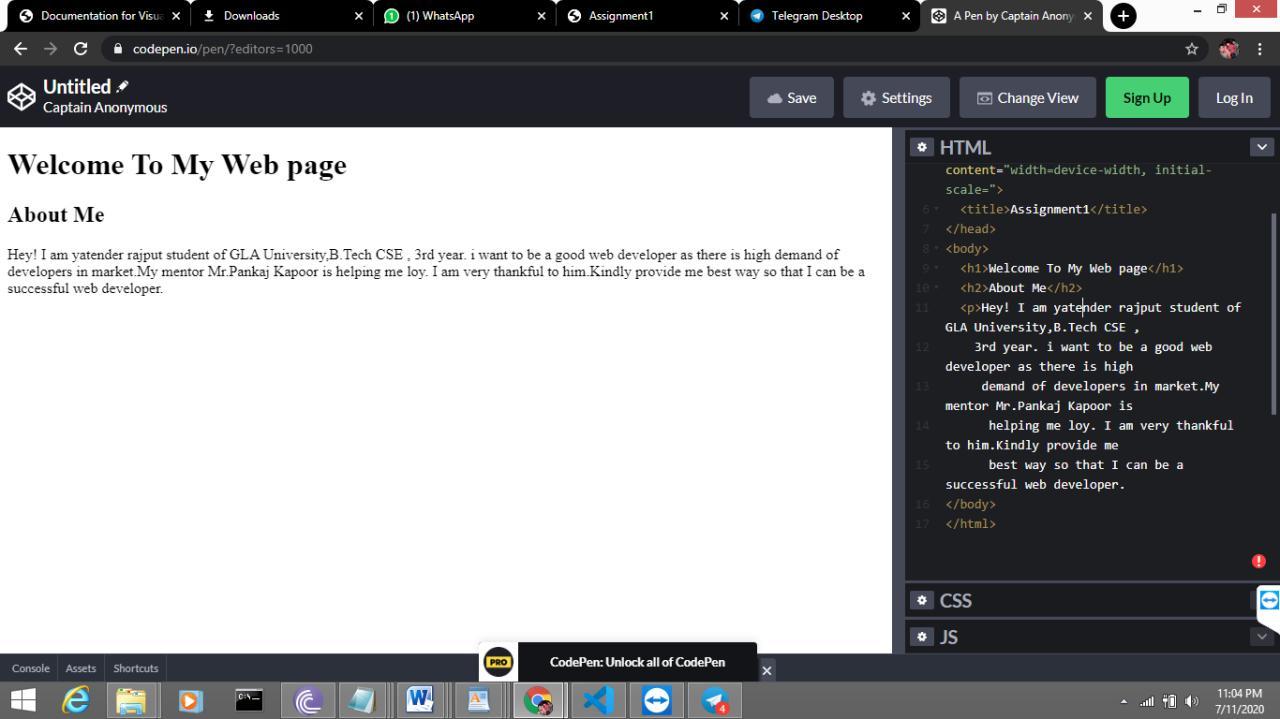 Documentation for Visua
Downloads
(1) WhatsApp
Assignment1
Telegram Desktop
A Pen by Captain Anony
codepen.io/pen/?editors=1000
Untitled
Captain Anonymous
Save
Settings
Change View
Sign Up
Log In
Welcome To My Web page
About Me
Hey! I am yatender rajput student of GLA University,B.Tech CSE , 3rd year. i want to be a good web developer as there is high demand of
developers in market.My mentor Mr.Pankaj Kapoor is helping me loy. I am very thankful to him.Kindly provide me best way so that I can be a
successful web developer.
HTML
content="width=device-width, initial-
scale=">
6 <title>Assignment1</title>
7 </head>
8 <body>
9 <h1>Welcome To My Web page</h1>
10 <h2>About Me</h2>
11 <p>Hey! I am yatender rajput student of
GLA University,B.Tech CSE ,
12 3rd year. i want to be a good web
developer as there is high
13 demand of developers in market.My
mentor Mr.Pankaj Kapoor is
14 helping me loy. I am very thankful
to him.Kindly provide me
15 best way so that I can be a
successful web developer.
16 </body>
17 </html>
CSS
JS
Console
Assets
Shortcuts
PRO
CodePen: Unlock all of CodePen
4
11:04 PM
7/11/2020